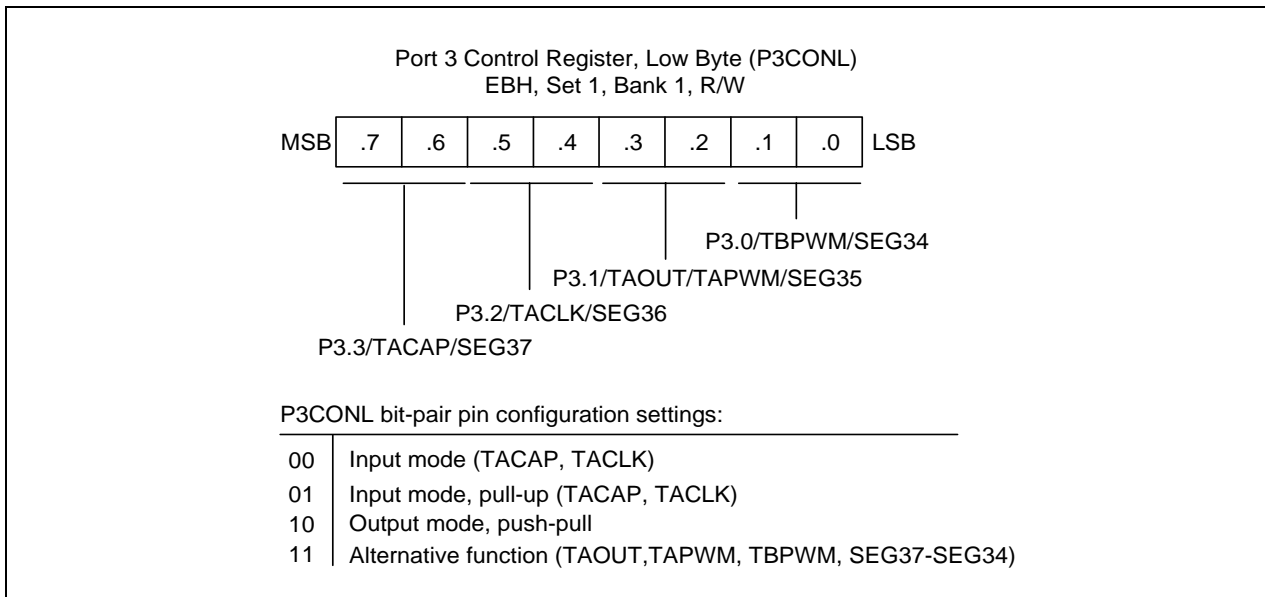 Port 3 Control Register, Low Byte (P3CONL)
EBH, Set 1, Bank 1, R/W
MSB .7 .6 .5 .4 .3 .2 .1 .0 LSB
P3.0/TBPWM/SEG34
P3.1/TAOUT/TAPWM/SEG35
P3.2/TACLK/SEG36
P3.3/TACAP/SEG37
P3CONL bit-pair pin configuration settings:
00 Input mode (TACAP, TACLK)
01 Input mode, pull-up (TACAP, TACLK)
10 Output mode, push-pull
11 Alternative function (TAOUT,TAPWM, TBPWM, SEG37-SEG34)